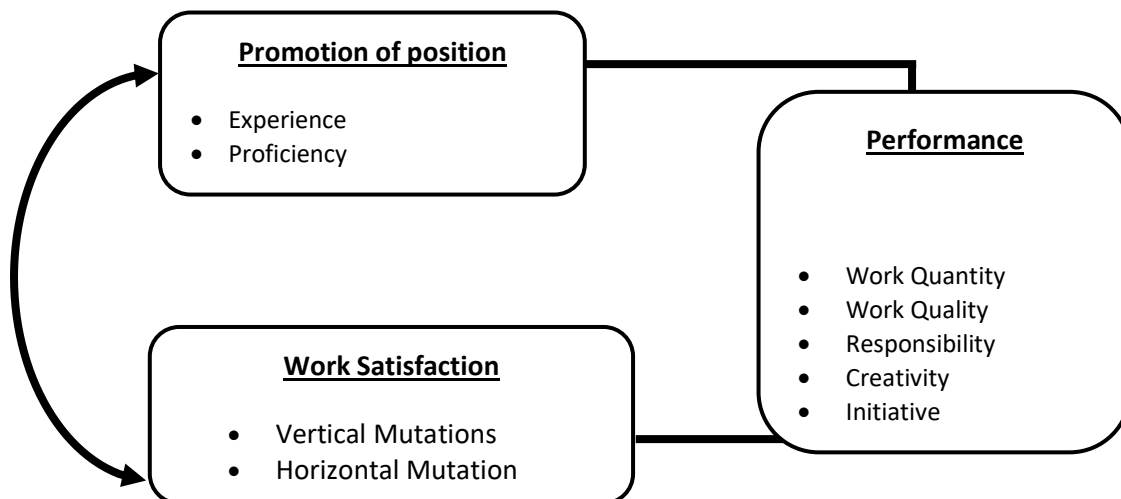 Promotion of position
• Experience
• Proficiency
Performance
• Work Quantity
• Work Quality
• Responsibility
• Creativity
• Initiative
Work Satisfaction
• Vertical Mutations
• Horizontal Mutation